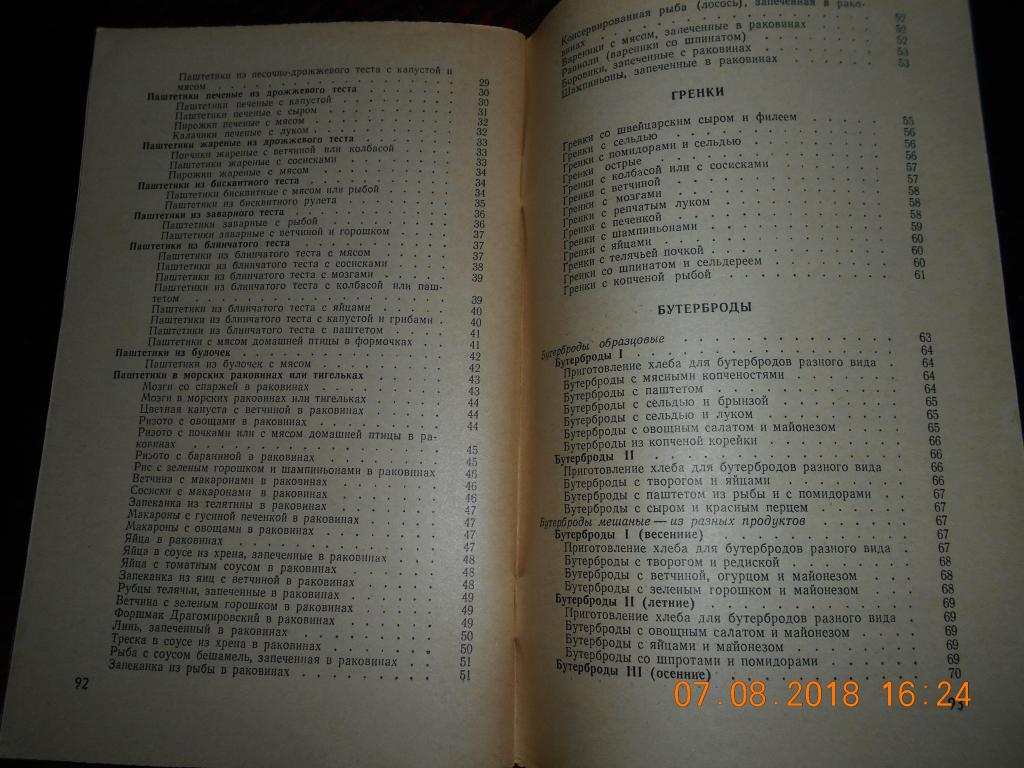 Паштетики из песочно-дрожжевого теста с капустой и
мясом . . . 29
Паштетики печеные из дрожжевого теста 30
Паштетики печеные с капустой . . . 30
Паштетики печеные с сыром . . . 31
Пирожки печеные с мясом . . . 32
Калачики печеные с луком . . . 32
Паштетики жареные из дрожжевого теста . . . 33
Пончики жареные с ветчиной или колбасой . . . 33
Паштетики жареные с сосисками . . . 33
Пирожки жареные с мясом . . . 34
Паштетики из бисквитного теста . . . 34
Паштетики бисквитные с мясом или рыбой . . . 34
Паштетики из бисквитного рулета . . . 35
Паштетики из заварного теста . . . 36
Паштетики заварные с рыбой . . . 36
Паштетики заварные с ветчиной и горошком . . . 37
Паштетики из блинчатого теста . . . 37
Паштетики из блинчатого теста с мясом . . . 37
Паштетики из блинчатого теста с сосисками . . . 38
Паштетики из блинчатого теста с мозгами . . . 39
Паштетики из блинчатого теста с колбасой или паш-
тетом . . . 39
Паштетики из блинчатого теста с яйцами . . . 40
Паштетики из блинчатого теста с капустой и грибами . 40
Паштетики из блинчатого теста с паштетом . . . 41
Паштетики с мясом домашней птицы в формочках . . . 41
Паштетики из булочек . . . 42
Паштетики из булочек с мясом . . . 42
Паштетики в морских раковинах или тигельках . . . 43
Мозги со спаржей в раковинах . . . 43
Мозги в морских раковинах или тигельках . . . 44
Цветная капуста с ветчиной в раковинах . . . 44
Ризото с овощами в раковинах . . . 44
Ризото с почками или с мясом домашней птицы в ра-
ковинах . . . 45
Ризото с бараниной в раковинах . . . 45
Рис с зеленым горошком и шампиньонами в раковинах 46
Ветчина с макаронами в раковинах . . . 46
Сосиски с макаронами в раковинах . . . 46
Запеканка из телятины в раковинах . . . 47
Макароны с гусиной печенкой в раковинах . . . 47
Макароны с овощами в раковинах . . . 47
Яйца в раковинах . . . 47
Яйца в соусе из хрена, запеченные в раковинах . . . 48
Яйца с томатным соусом в раковинах . . . 48
Запеканка из яиц с ветчиной в раковинах . . . 48
Рубцы телячьи, запеченные в раковинах . . . 49
Ветчина с зеленым горошком в раковинах . . . 49
Форшмак Драгомировский в раковинах . . . 49
Линь, запеченный в раковинах . . . 50
Треска в соусе из хрена в раковинах . . . 50
Рыба с соусом бешамель, запеченная в раковинах . . . 51
Запеканка из рыбы в раковинах . . . 51
92
Консервированная рыба (лосось), запеченная в рако-
винах . . . 52
Вареники с мясом, запеченные в раковинах . . . 52
Равиоли (вареники со шпинатом) . . . 52
Боровики, запеченные с раковинах . . . 53
Шампиньоны, запеченные в раковинах . . . 53
ГРЕНКИ
Гренки со швейцарским сыром и филеем . . . 55
Гренки с сельдью . . . 56
Гренки с помидорами и сельдью . . . 56
Гренки острые . . . 56
Гренки с колбасой или с сосисками . . . 57
Гренки с ветчиной . . . 57
Гренки с мозгами . . . 58
Гренки с репчатым луком . . . 58
Гренки с печенкой . . . 58
Гренки с шампиньонами . . . 59
Гренки с яйцами . . . 60
Гренки с телячьей почкой . . . 60
Гренки со шпинатом и сельдереем . . . 60
Гренки с копченой рыбой . . . 61
БУТЕРБРОДЫ
Бутерброды образцовые . . . 63
Бутерброды I . . . 64
Приготовление хлеба для бутербродов разного вида . 64
Бутерброды с мясными копченостями . . . 64
Бутерброды с паштетом . . . 64
Бутерброды с сельдью и брынзой . . . 65
Бутерброды с сельдью и луком . . . 65
Бутерброды с овощным салатом и майонезом . . . 65
Бутерброды из копченой корейки . . . 66
Бутерброды II . . . 66
Приготовление хлеба для бутербродов разного вида . 66
Бутерброды с творогом и яйцами . . . 66
Бутерброды с паштетом из рыбы и с помидорами . . . 67
Бутерброды с сыром и красным перцем . . . 67
Бутерброды мешаные — из разных продуктов . . . 67
Бутерброды I (весенние) . . . 67
Приготовление хлеба для бутербродов разного вида . 67
Бутерброды с творогом и редиской . . . 68
Бутерброды с ветчиной, огурцом и майонезом . . . 68
Бутерброды с зеленым горошком и майонезом . . . 68
Бутерброды II (летние) . . . 69
Приготовление хлеба для бутербродов разного вида . 69
Бутерброды с овощным салатом и майонезом . . . 69
Бутерброды с яйцами и майонезом . . . 69
Бутерброды со шпротами и помидорами . . . 69
Бутерброды III (осенние) . . . 70
93
07.08.2018 16:24